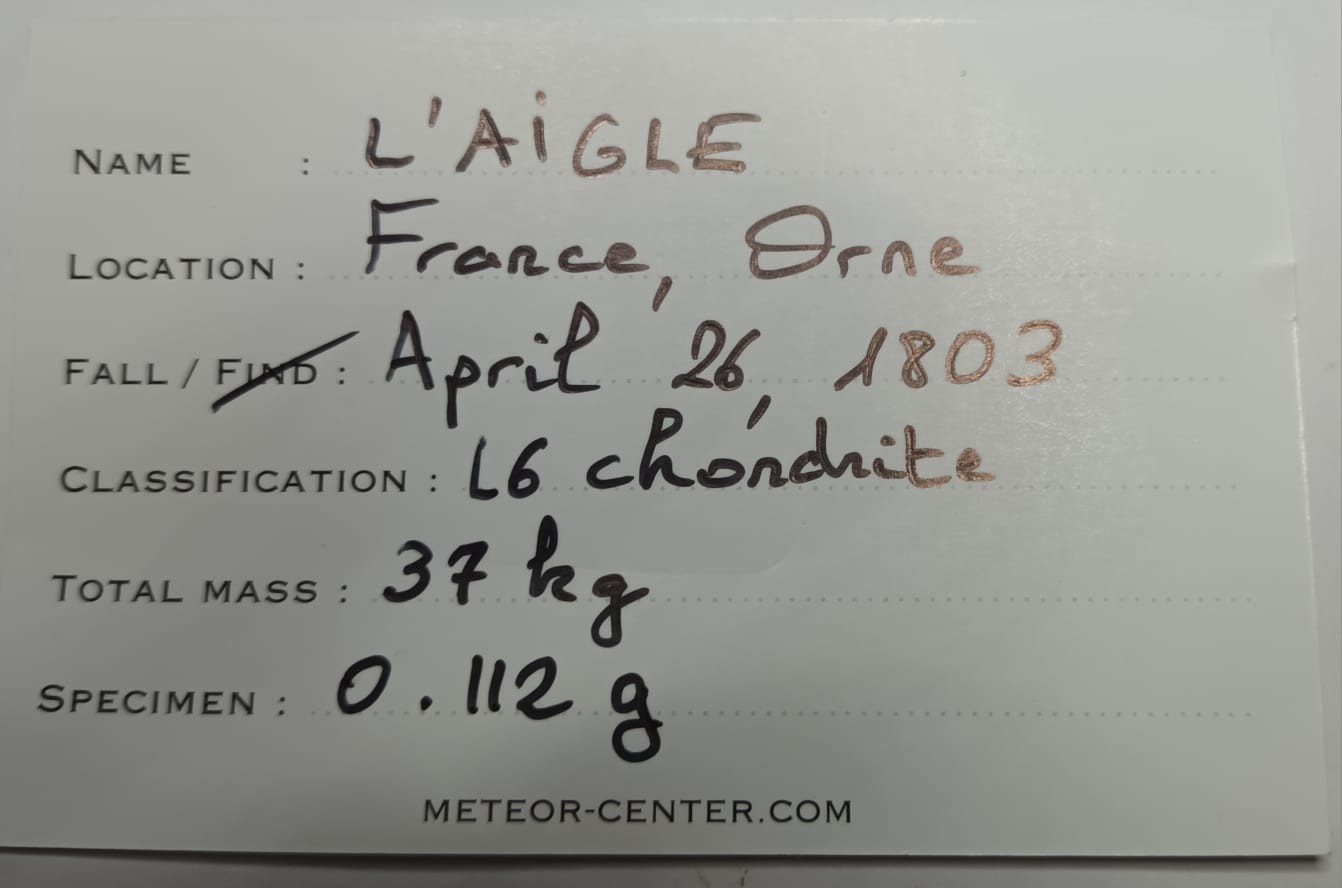 NAME : L'AiGLE
LOCATION : France, Orne
FALL / FIND : April 26, 1803
CLASSIFICATION : L6 chondrite
TOTAL MASS : 37 kg
SPECIMEN : 0.112 g
METEOR-CENTER.COM